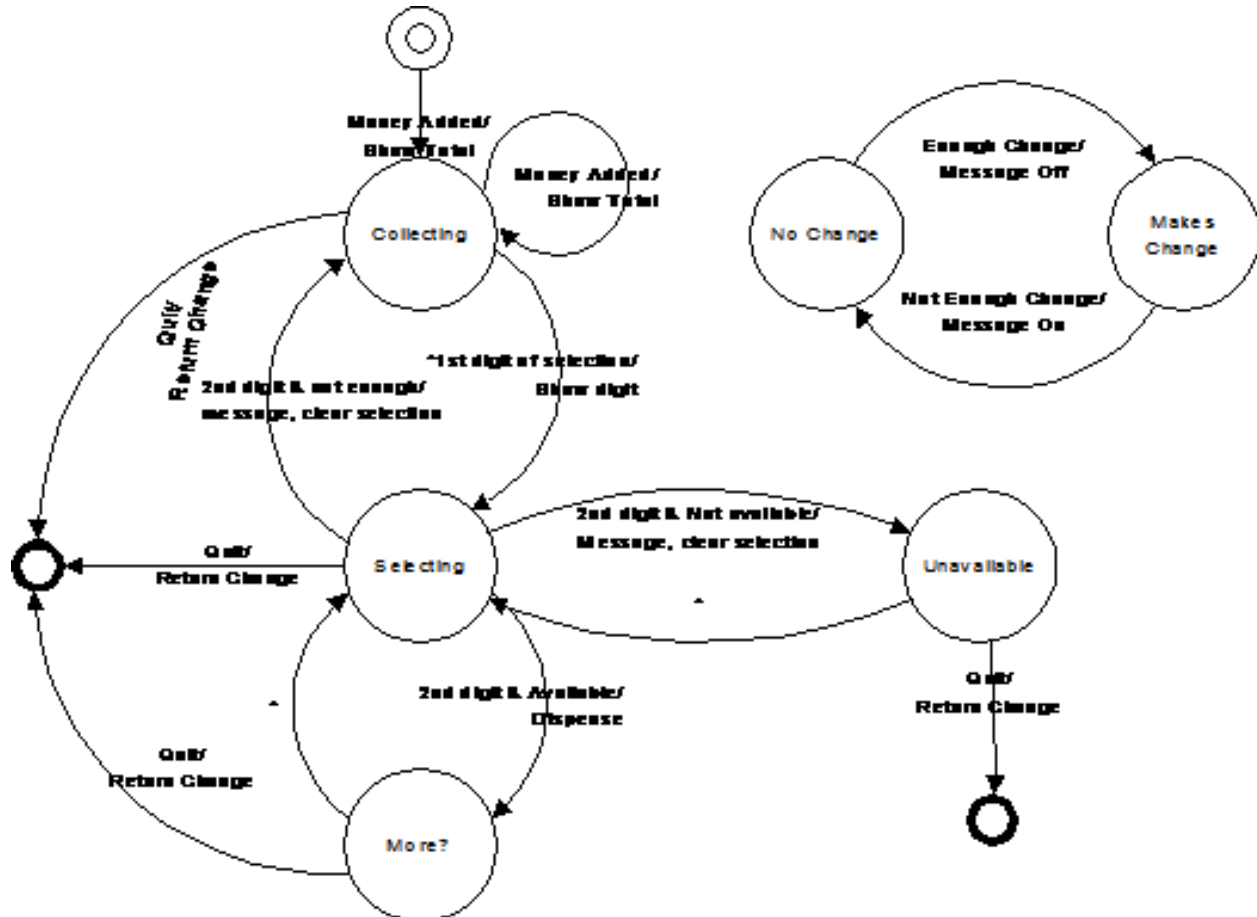 Money Added/
Show Total
Money Added/
Show Total
Collecting
Enough Change/
Message Off
No Change
Makes
Change
Not Enough Change/
Message On
Quit/
Return Change
*1st digit of selection/
Show digit
2nd digit & not enough/
message, clear selection
2nd digit & Not available/
Message, clear selection
Quit/
Return Change
Selecting
Unavailable
*
*
2nd digit & Available/
Dispense
Quit/
Return Change
Quit/
Return Change
More?